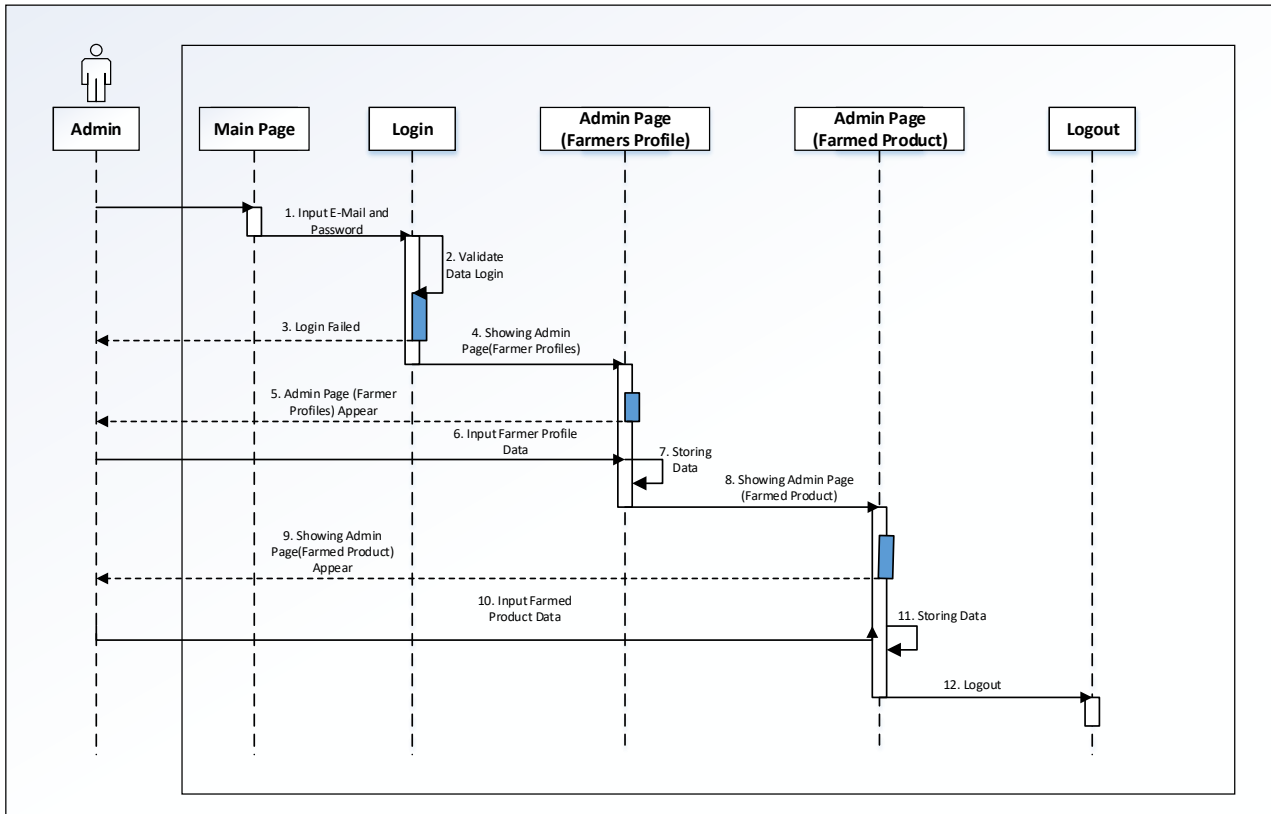 Admin
Main Page
Login
Admin Page
(Farmers Profile)
Admin Page
(Farmed Product)
Logout
1. Input E-Mail and
Password
2. Validate
Data Login
3. Login Failed
4. Showing Admin
Page(Farmer Profiles)
5. Admin Page (Farmer
Profiles) Appear
6. Input Farmer Profile
Data
7. Storing
Data
8. Showing Admin Page
(Farmed Product)
9. Showing Admin
Page(Farmed Product)
Appear
10. Input Farmed
Product Data
11. Storing Data
12. Logout